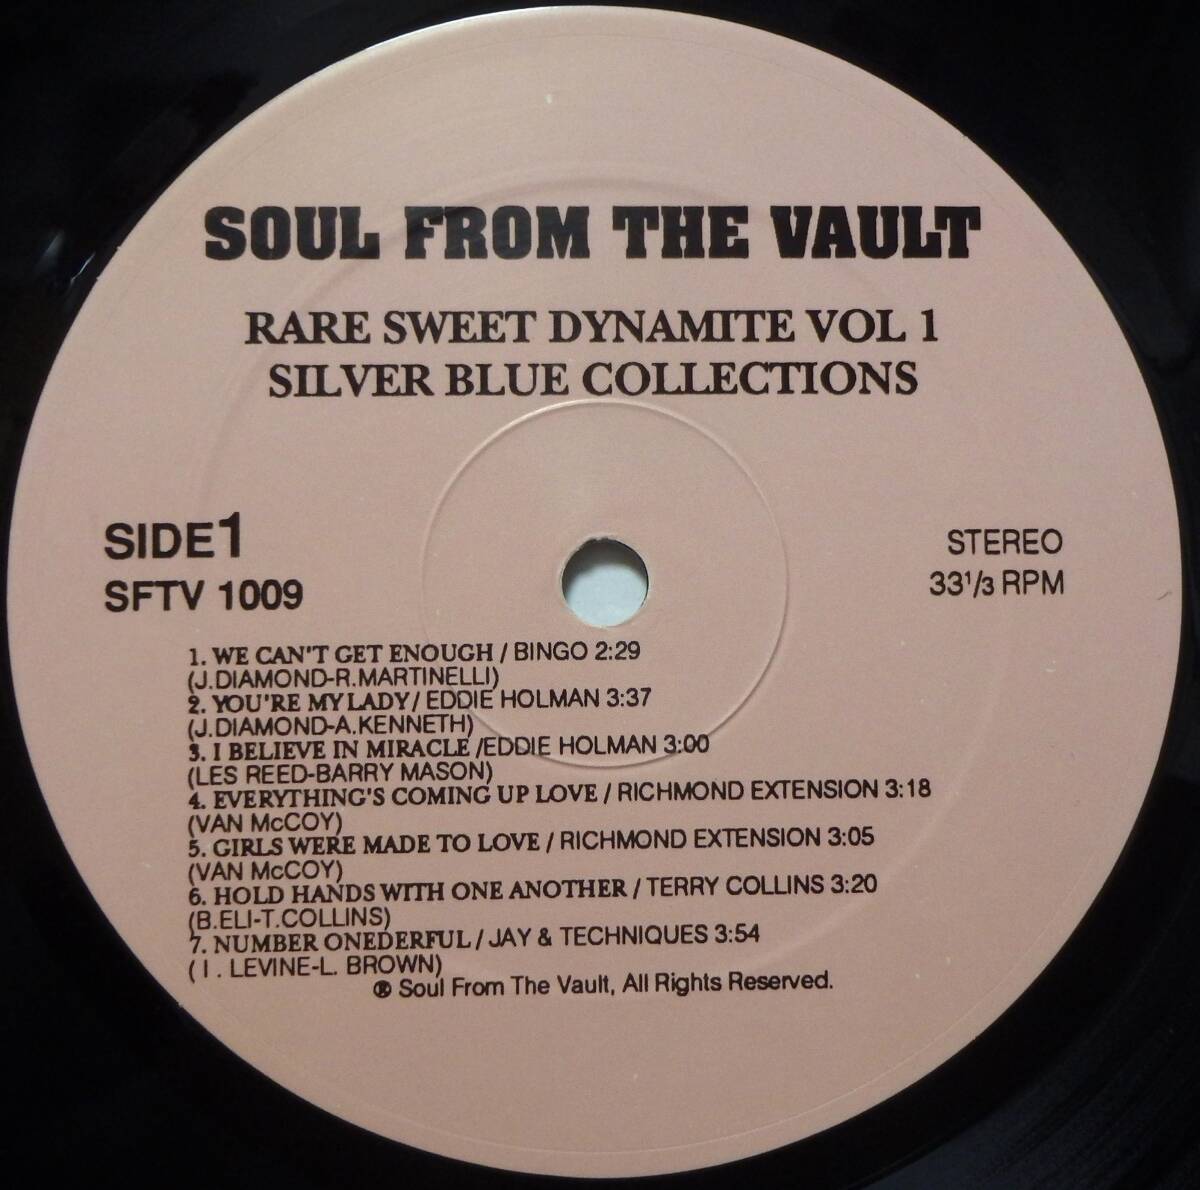 SOUL FROM THE VAULT
RARE SWEET DYNAMITE VOL 1
SILVER BLUE COLLECTIONS
SIDE1
SFTV 1009
STEREO
33¹/₃ RPM
1. WE CAN'T GET ENOUGH / BINGO 2:29
(J.DIAMOND-R.MARTINELLI)
2. YOU'RE MY LADY / EDDIE HOLMAN 3:37
(J.DIAMOND-A.KENNETH)
3. I BELIEVE IN MIRACLE /EDDIE HOLMAN 3:00
(LES REED-BARRY MASON)
4. EVERYTHING'S COMING UP LOVE / RICHMOND EXTENSION 3:18
(VAN McCOY)
5. GIRLS WERE MADE TO LOVE / RICHMOND EXTENSION 3:05
(VAN McCOY)
6. HOLD HANDS WITH ONE ANOTHER / TERRY COLLINS 3:20
(B.ELI-T.COLLINS)
7. NUMBER ONEDERFUL / JAY & TECHNIQUES 3:54
(I. LEVINE-L. BROWN)
℗ Soul From The Vault, All Rights Reserved.